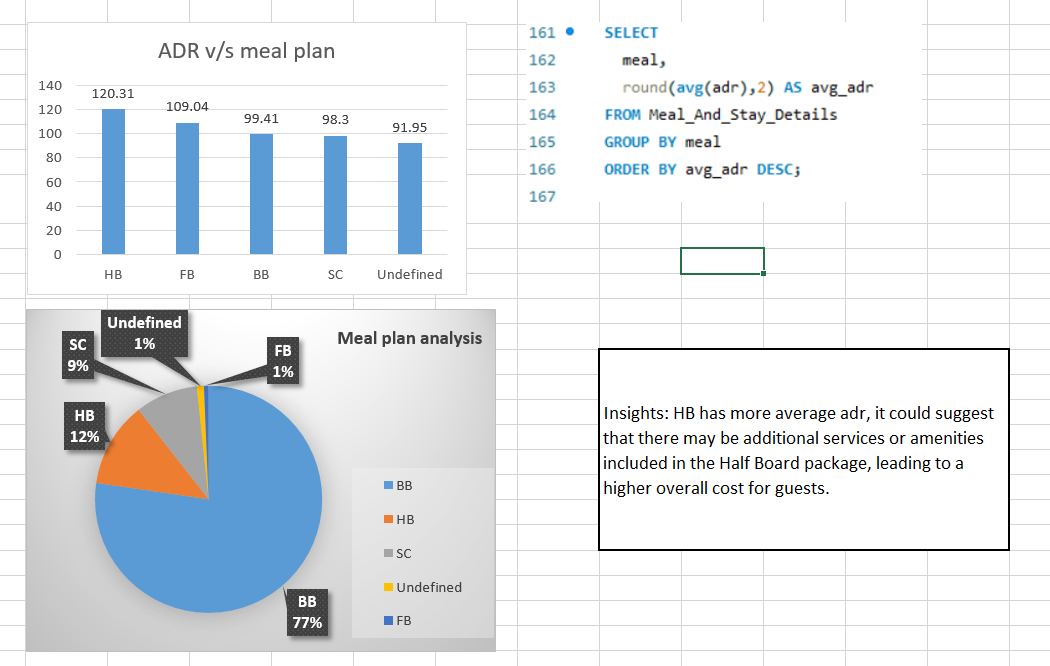 ADR v/s meal plan
140
120
100
80
60
40
20
0
120.31
109.04
99.41
98.3
91.95
HB FB BB SC Undefined
161 SELECT
162 meal,
163 round(avg(adr),2) AS avg_adr
164 FROM Meal_And_Stay_Details
165 GROUP BY meal
166 ORDER BY avg_adr DESC;
167
Meal plan analysis
Undefined
1%
SC
9%
FB
1%
HB
12%
BB
77%
BB
HB
SC
Undefined
FB
Insights: HB has more average adr, it could suggest
that there may be additional services or amenities
included in the Half Board package, leading to a
higher overall cost for guests.